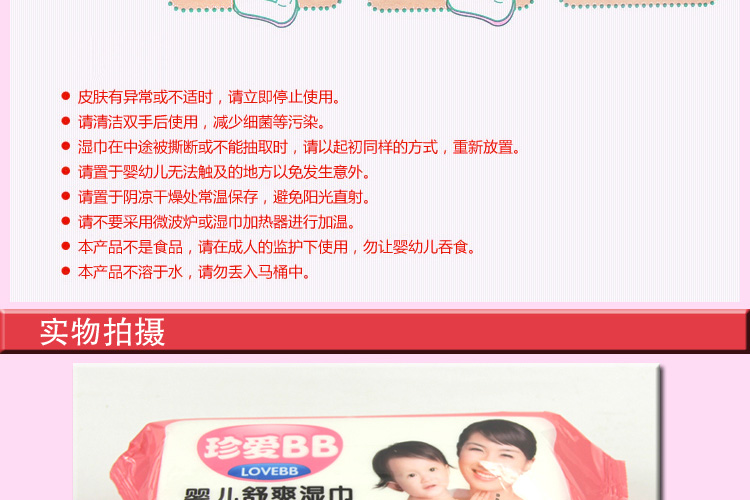 皮肤有异常或不适时，请立即停止使用。
请清洁双手后使用，减少细菌等污染。
湿巾在中途被撕断或不能抽取时，请以起初同样的方式，重新放置。
请置于婴幼儿无法触及的地方以免发生意外。
请置于阴凉干燥处常温保存，避免阳光直射。
请不要采用微波炉或湿巾加热器进行加温。
本产品不是食品，请在成人的监护下使用，勿让婴幼儿吞食。
本产品不溶于水，请勿丢入马桶中。
实物拍摄
珍爱BB
LOVEBB
婴儿舒爽湿巾